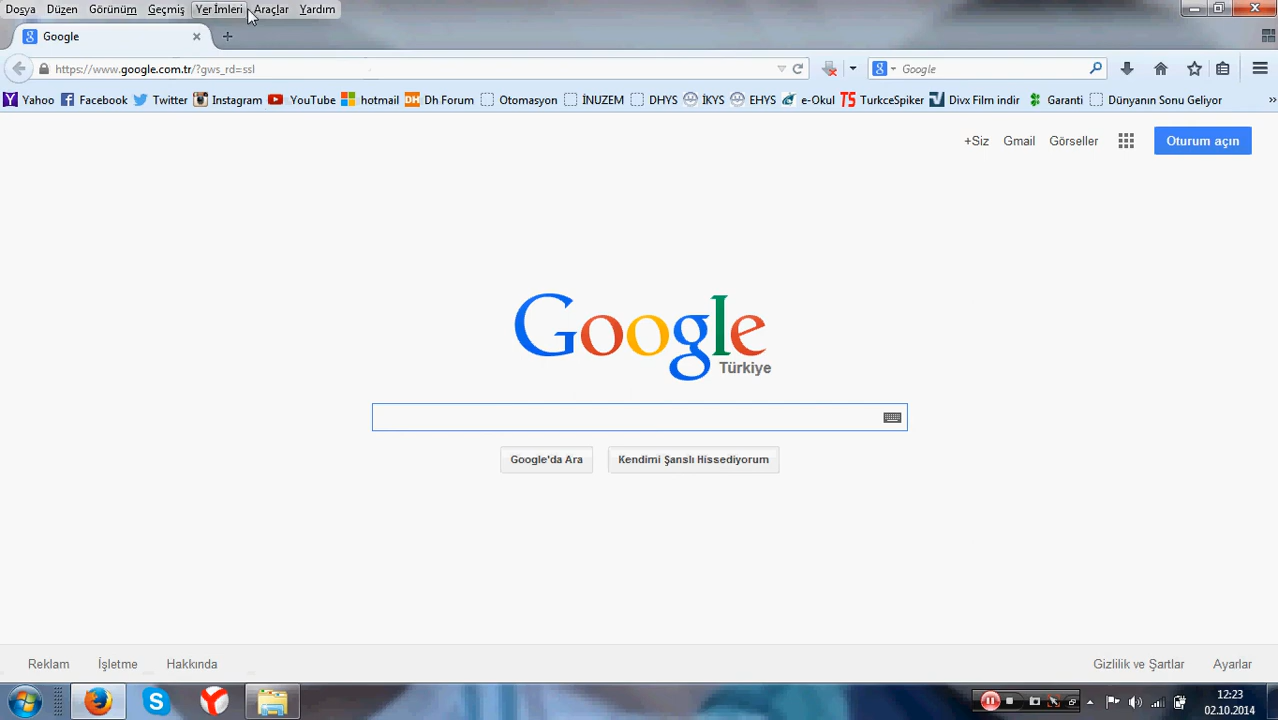 Dosya Düzen Görünüm Geçmiş Yer İmleri Araçlar Yardım
Google
https://www.google.com.tr/?gws_rd=ssl
Google
Yahoo Facebook Twitter Instagram YouTube hotmail Dh Forum Otomasyon İNUZEM DHYS İKYS EHYS e-Okul TurkceSpiker Divx Film indir Garanti Dünyanın Sonu Geliyor
+Siz Gmail Görseller Oturum açın
Google
Türkiye
Google'da Ara Kendimi Şanslı Hissediyorum
Reklam İşletme Hakkında Gizlilik ve Şartlar Ayarlar
12:23
02.10.2014